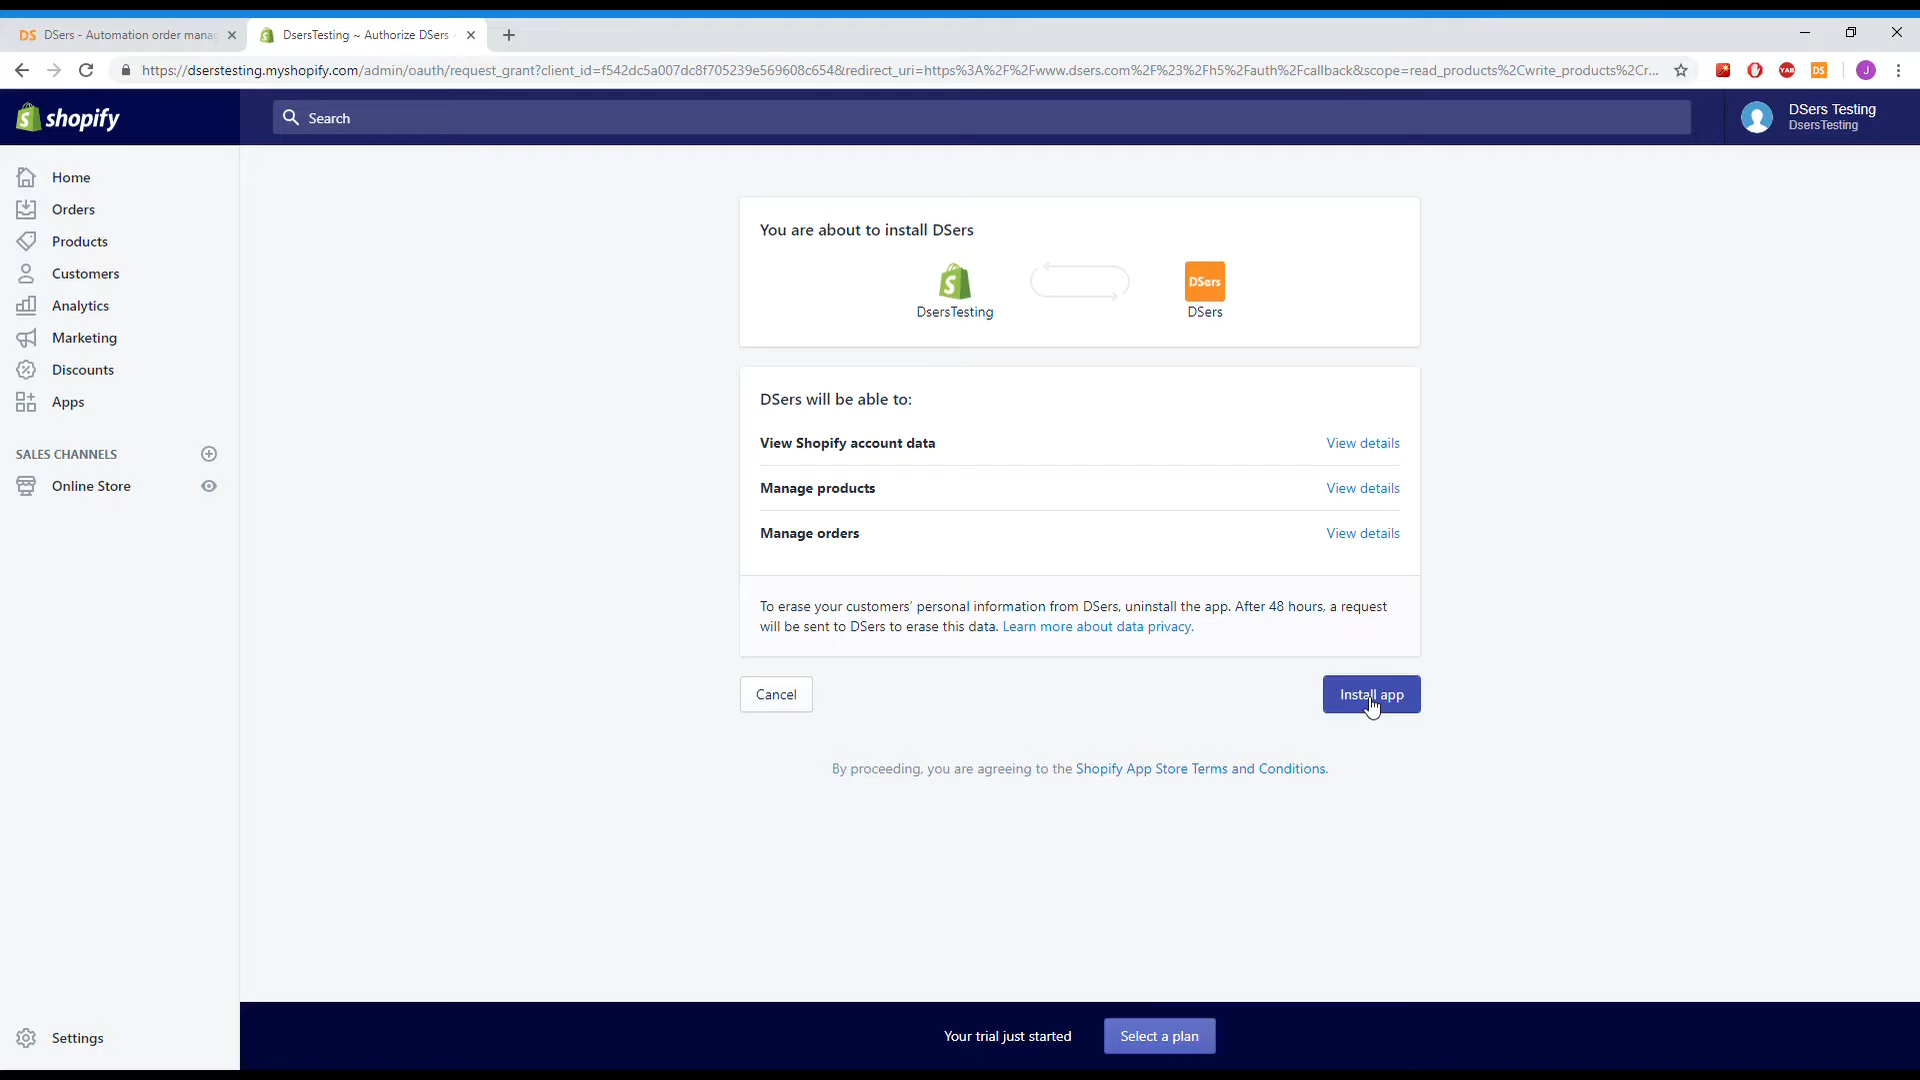 DS DSers - Automation order mana
DsersTesting ~ Authorize DSers
https://dserstesting.myshopify.com/admin/oauth/request_grant?client_id=f542dc5a007dc8f705239e569608c654&redirect_uri=https%3A%2F%2Fwww.dsers.com%2F%23%2Fh5%2Fauth%2Fcallback&scope=read_products%2Cwrite_products%2Cr...
YAB
DS
J
shopify
Search
DSers Testing
DsersTesting
Home
Orders
Products
Customers
Analytics
Marketing
Discounts
Apps
SALES CHANNELS
Online Store
Settings
You are about to install DSers
DSers
DsersTesting
DSers
DSers will be able to:
View Shopify account data
View details
Manage products
View details
Manage orders
View details
To erase your customers' personal information from DSers, uninstall the app. After 48 hours, a request
will be sent to DSers to erase this data. Learn more about data privacy.
Cancel
Install app
By proceeding, you are agreeing to the Shopify App Store Terms and Conditions.
Your trial just started
Select a plan